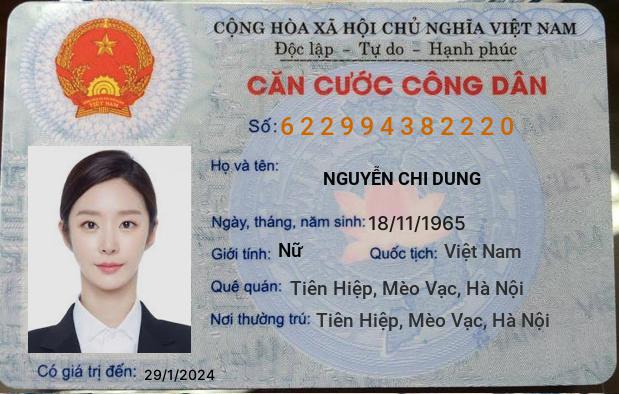 CỘNG HÒA XÃ HỘI CHỦ NGHĨA VIỆT NAM
Độc lập - Tự do - Hạnh phúc
CĂN CƯỚC CÔNG DÂN
Số: 622994382220
Họ và tên:
NGUYỄN CHI DUNG
Ngày, tháng, năm sinh: 18/11/1965
Giới tính: Nữ Quốc tịch: Việt Nam
Quê quán: Tiên Hiệp, Mèo Vạc, Hà Nội
Nơi thường trú: Tiên Hiệp, Mèo Vạc, Hà Nội
Có giá trị đến: 29/1/2024